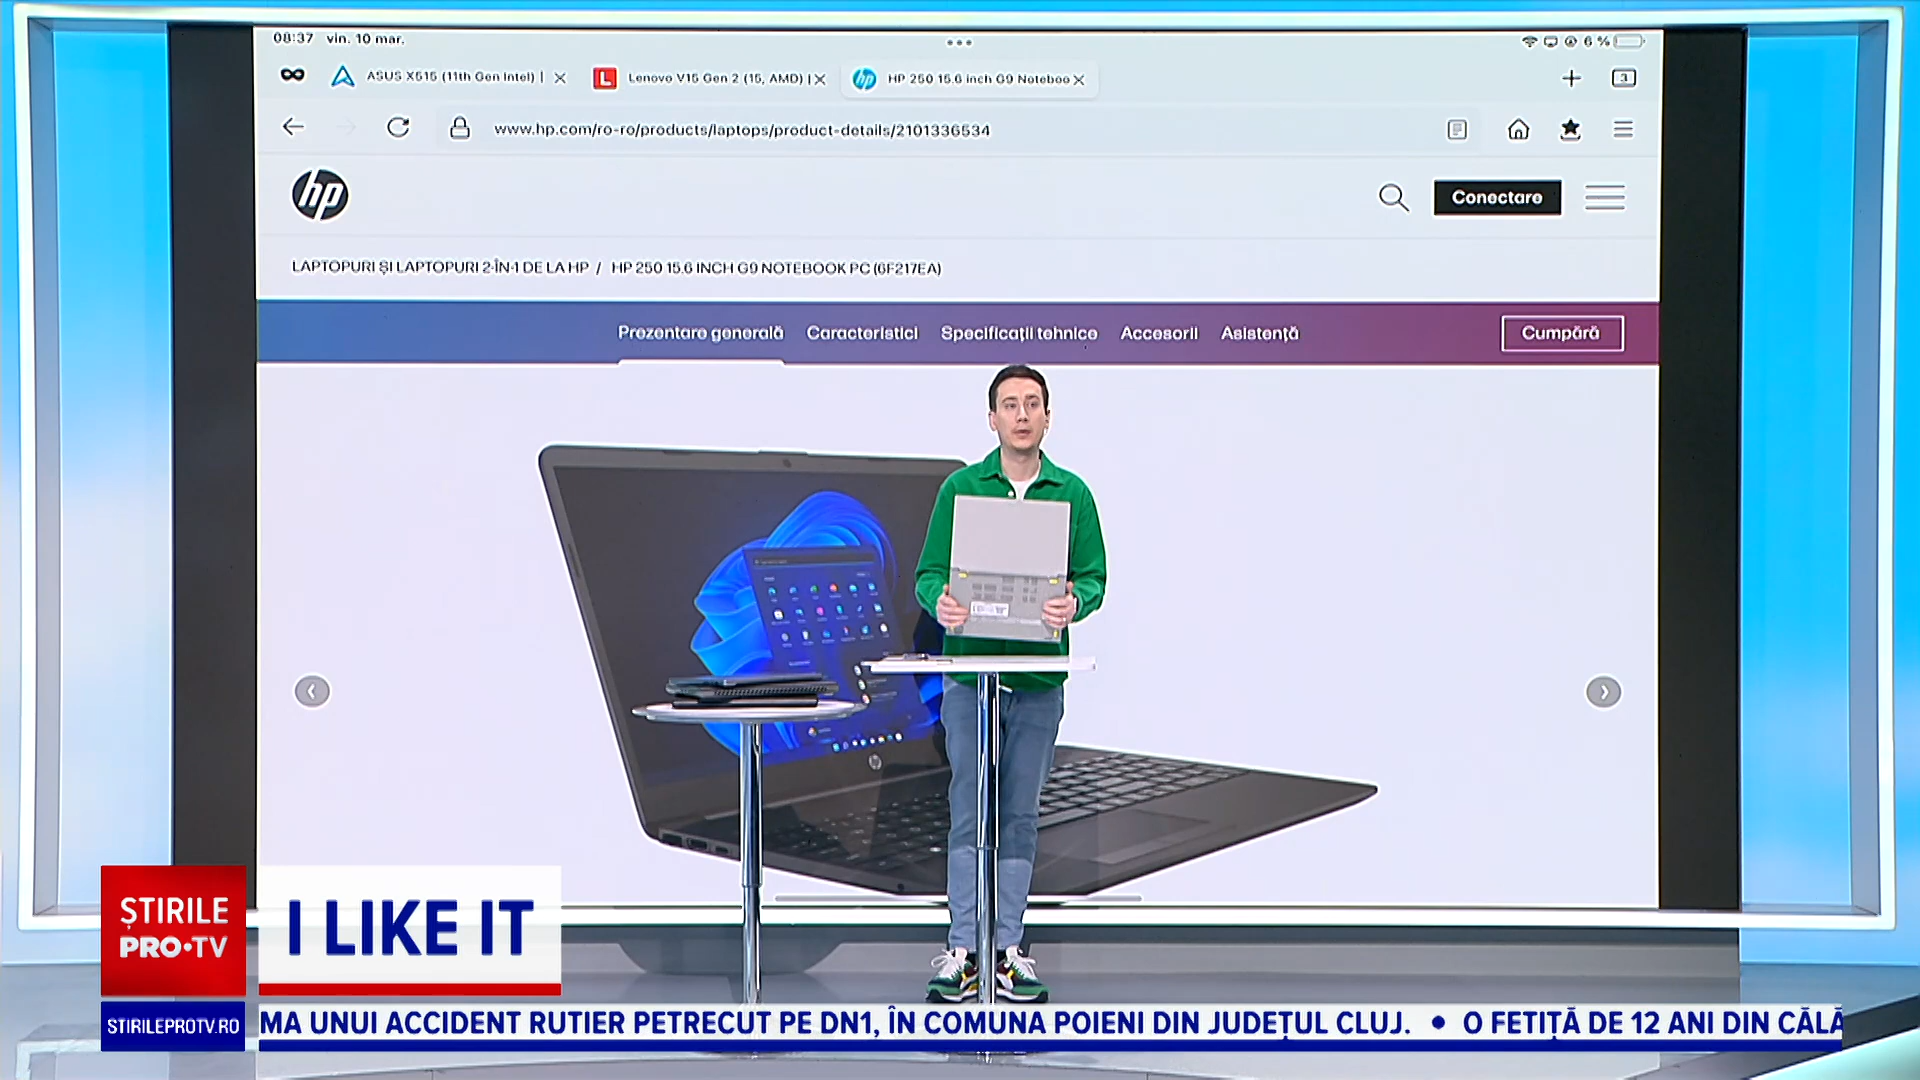 08:37 vin. 10 mar.
6 %
ASUS X515 (11th Gen Intel) |
Lenovo V15 Gen 2 (15, AMD) |
HP 250 15.6 inch G9 Noteboo
3
www.hp.com/ro-ro/products/laptops/product-details/2101336534
hp
Conectare
LAPTOPURI ȘI LAPTOPURI 2-ÎN-1 DE LA HP / HP 250 15.6 INCH G9 NOTEBOOK PC (6F217EA)
Prezentare generală Caracteristici Specificații tehnice Accesorii Asistență
Cumpără
ȘTIRILE
PRO•TV
I LIKE IT
STIRILEPROTV.RO
MA UNUI ACCIDENT RUTIER PETRECUT PE DN1, ÎN COMUNA POIENI DIN JUDEȚUL CLUJ. • O FETIȚĂ DE 12 ANI DIN CĂLĂ